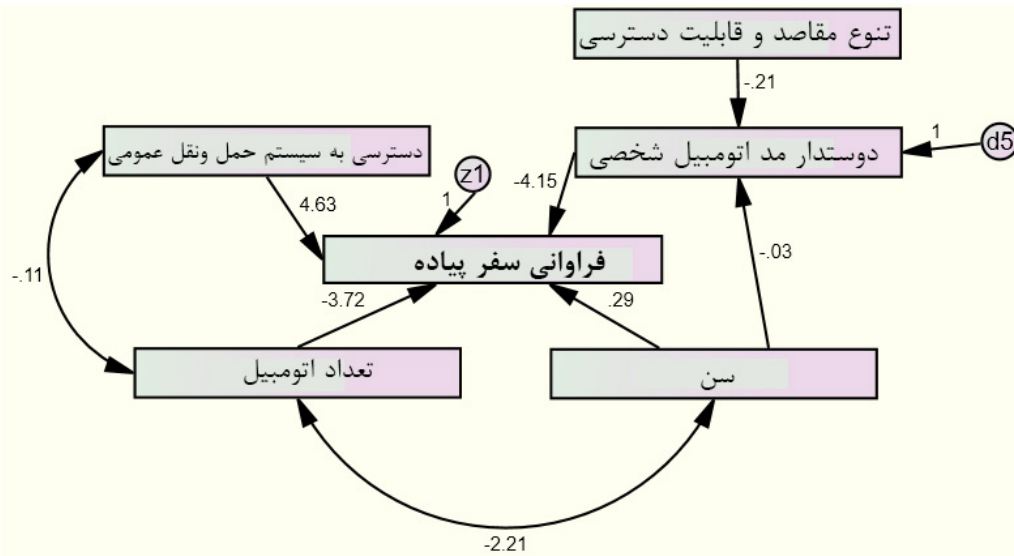 تنوع مقاصد و قابلیت دسترسی
-.21
دوستدار مد اتومبیل شخصی
1
d5
دسترسی به سیستم حمل ونقل عمومی
z1
1
-4.15
4.63
فراوانی سفر پیاده
-.03
-.11
-3.72
.29
تعداد اتومبیل
سن
-2.21